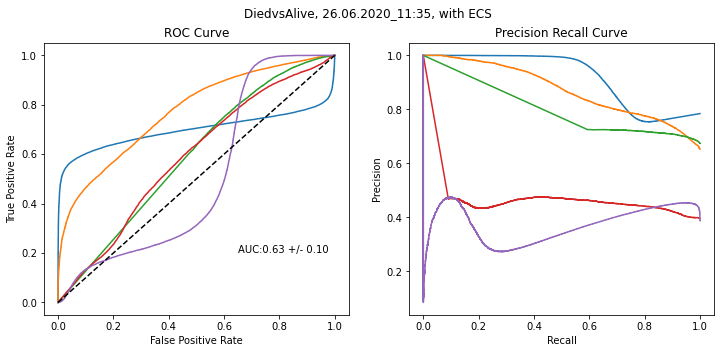 DiedvsAlive, 26.06.2020_11:35, with ECS
ROC Curve
Precision Recall Curve
1.0
0.8
0.6
0.4
0.2
0.0
True Positive Rate
AUC:0.63 +/- 0.10
0.0 0.2 0.4 0.6 0.8 1.0
False Positive Rate
1.0
0.8
0.6
0.4
0.2
Precision
0.0 0.2 0.4 0.6 0.8 1.0
Recall